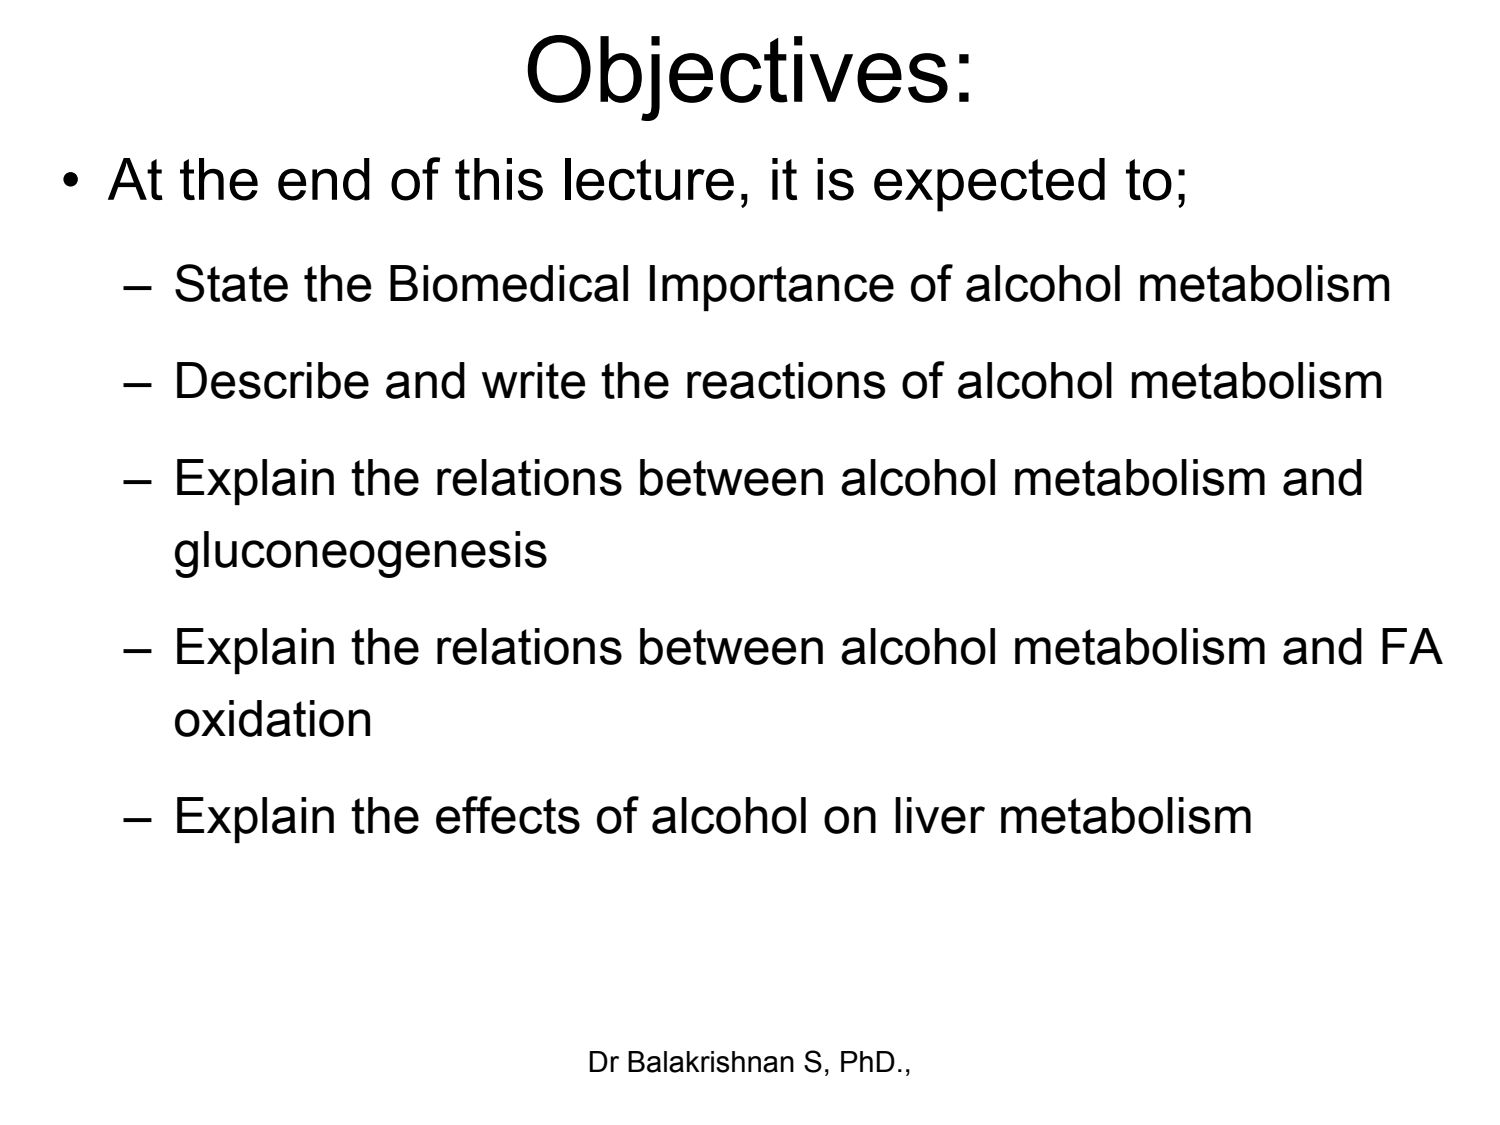 Objectives:
• At the end of this lecture, it is expected to;
– State the Biomedical Importance of alcohol metabolism
– Describe and write the reactions of alcohol metabolism
– Explain the relations between alcohol metabolism and
gluconeogenesis
– Explain the relations between alcohol metabolism and FA
oxidation
– Explain the effects of alcohol on liver metabolism
Dr Balakrishnan S, PhD.,